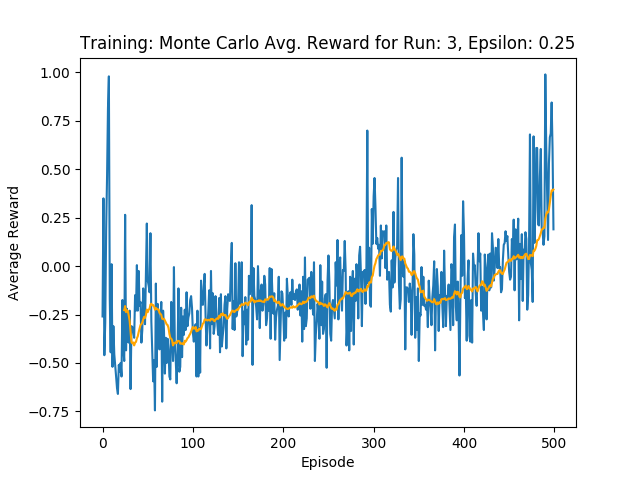 Training: Monte Carlo Avg. Reward for Run: 3, Epsilon: 0.25
1.00
0.75
0.50
0.25
0.00
−0.25
−0.50
−0.75
Average Reward
0 100 200 300 400 500
Episode